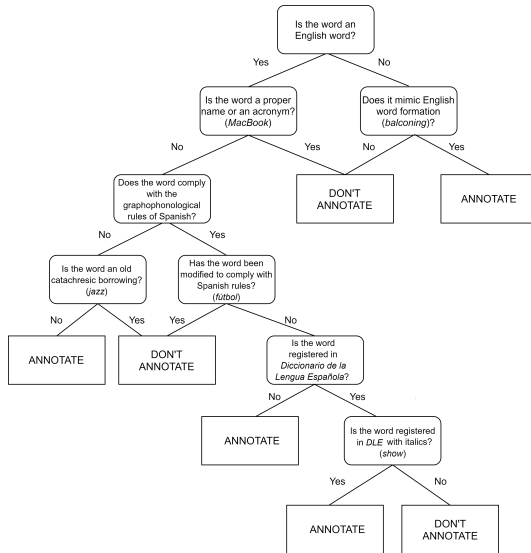 Is the word an
English word?
Yes
No
Is the word a proper
name or an acronym?
(MacBook)
Does it mimic English
word formation
(balconing)?
No
Yes
No
Yes
Does the word comply
with the
graphophonological
rules of Spanish?
DON'T
ANNOTATE
ANNOTATE
No
Yes
Is the word an old
catachresic borrowing?
(jazz)
Has the word been
modified to comply with
Spanish rules?
(fútbol)
No
Yes
Yes
No
ANNOTATE
DON'T
ANNOTATE
Is the word
registered in
Diccionario de la
Lengua Española?
No
Yes
ANNOTATE
Is the word registered
in DLE with italics?
(show)
Yes
No
ANNOTATE
DON'T
ANNOTATE